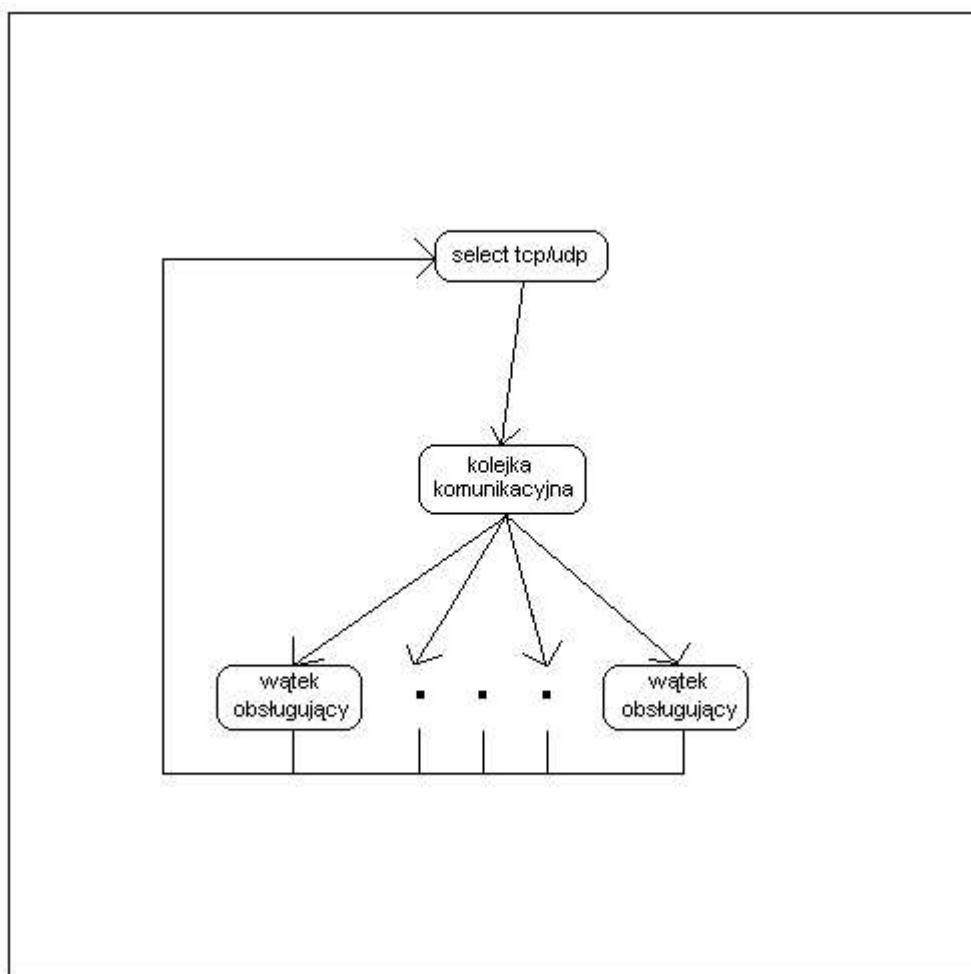 select tcp/udp
kolejka
komunikacyjna
wątek
obsługujący
wątek
obsługujący